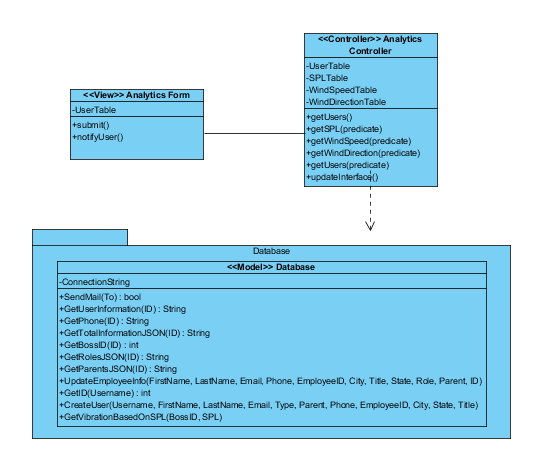 <<Controller>> Analytics
Controller
-UserTable
-SPLTable
-WindSpeedTable
-WindDirectionTable
+getUsers()
+getSPL(predicate)
+getWindSpeed(predicate)
+getWindDirection(predicate)
+getUsers(predicate)
+updateInterface()
<<View>> Analytics Form
-UserTable
+submit()
+notifyUser()
Database
<<Model>> Database
-ConnectionString
+SendMail(To) : bool
+GetUserInformation(ID) : String
+GetPhone(ID) : String
+GetTotalInformationJSON(ID) : String
+GetBossID(ID) : int
+GetRolesJSON(ID) : String
+GetParentsJSON(ID) : String
+UpdateEmployeeInfo(FirstName, LastName, Email, Phone, EmployeeID, City, Title, State, Role, Parent, ID)
+GetID(Username) : int
+CreateUser(Username, FirstName, LastName, Email, Type, Parent, Phone, EmployeeID, City, State, Title)
+GetVibrationBasedOnSPL(BossID, SPL)